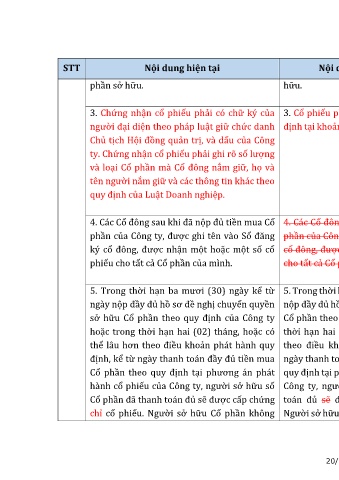 STT Nội dung hiện tại Nội
phần sở hữu. hữu.
3. Chứng nhận cổ phiếu phải có chữ ký của 3. Cổ phiếu
người đại diện theo pháp luật giữ chức danh định tại khoản
Chủ tịch Hội đồng quản trị, và dấu của Công
ty. Chứng nhận cổ phiếu phải ghi rõ số lượng
và loại Cổ phần mà Cổ đông nắm giữ, họ và
tên người nắm giữ và các thông tin khác theo
quy định của Luật Doanh nghiệp.
4. Các Cổ đông sau khi đã nộp đủ tiền mua Cổ 4. Các Cổ đông
phần của Công ty, được ghi tên vào Sổ đăng phần của Công
ký cổ đông, được nhận một hoặc một số cổ cổ đông, được
phiếu cho tất cả Cổ phần của mình. cho tất cả Cổ
5. Trong thời hạn ba mươi (30) ngày kể từ 5. Trong thời
ngày nộp đầy đủ hồ sơ đề nghị chuyển quyền nộp đầy đủ hồ
sở hữu Cổ phần theo quy định của Công ty Cổ phần theo
hoặc trong thời hạn hai (02) tháng, hoặc có thời hạn hai
thể lâu hơn theo điều khoản phát hành quy theo điều
định, kể từ ngày thanh toán đầy đủ tiền mua ngày thanh
Cổ phần theo quy định tại phương án phát quy định tại
hành cổ phiếu của Công ty, người sở hữu số Công ty,
Cổ phần đã thanh toán đủ sẽ được cấp chứng toán đủ sẽ
chỉ cổ phiếu. Người sở hữu Cổ phần không Người sở hữu
20/